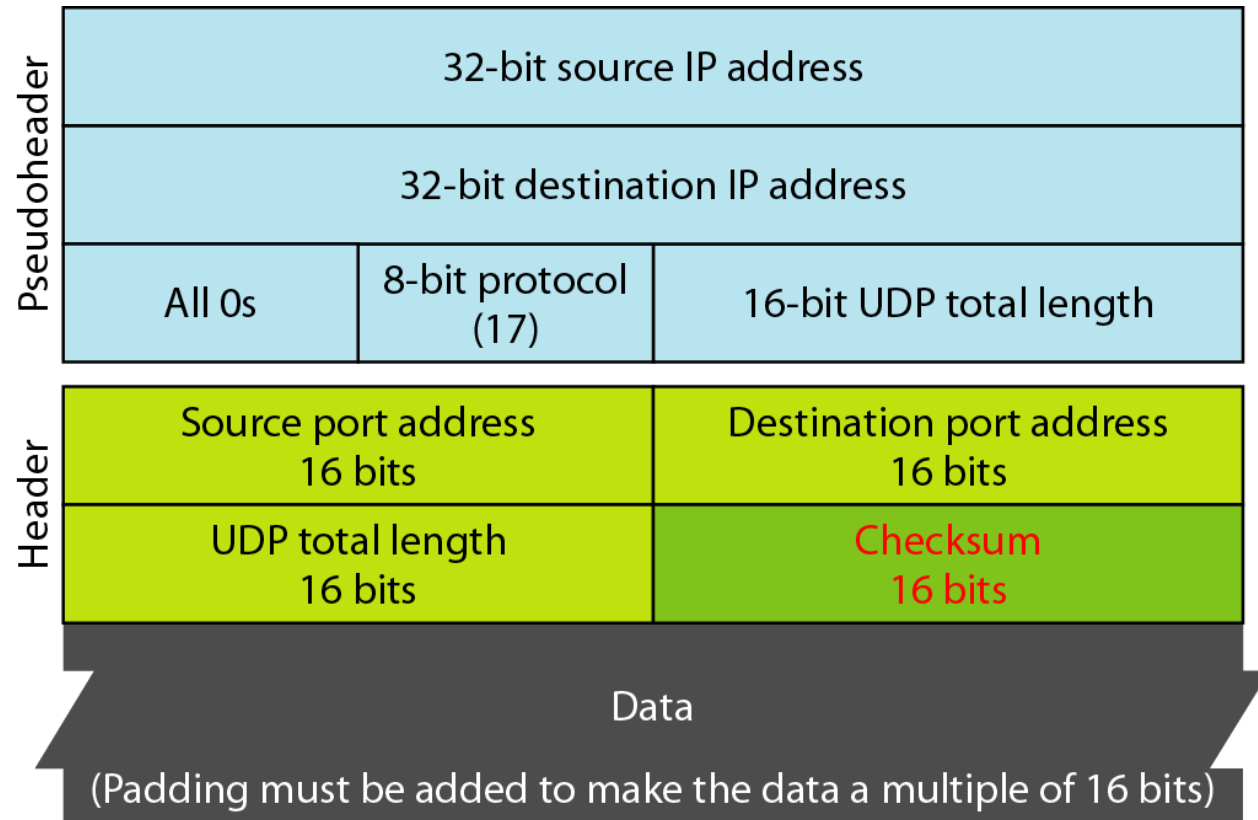 Pseudoheader
32-bit source IP address
32-bit destination IP address
All 0s
8-bit protocol
(17)
16-bit UDP total length
Header
Source port address
16 bits
Destination port address
16 bits
UDP total length
16 bits
Checksum
16 bits
Data
(Padding must be added to make the data a multiple of 16 bits)